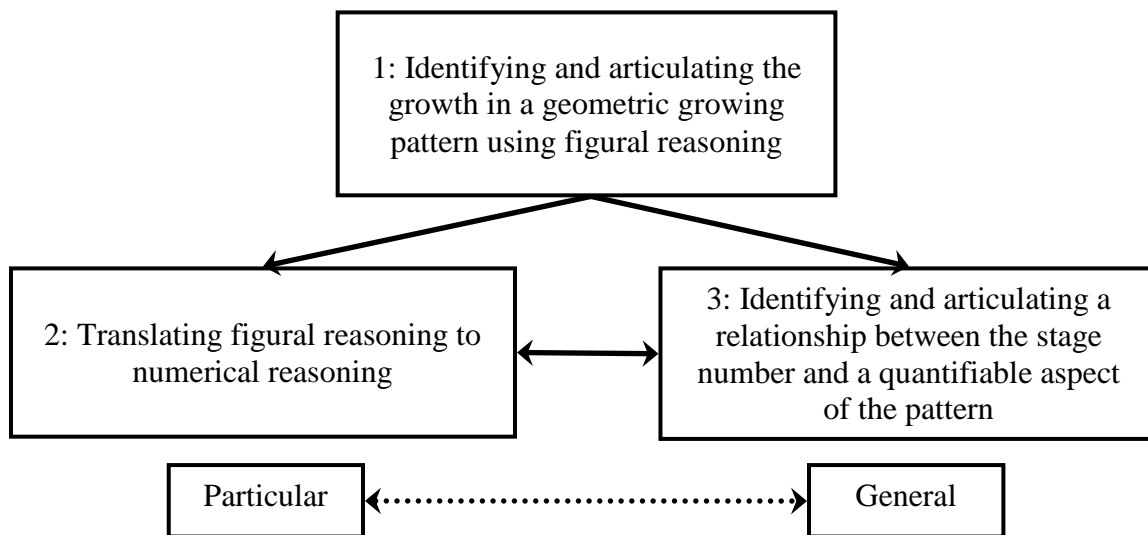 1: Identifying and articulating the
growth in a geometric growing
pattern using figural reasoning
2: Translating figural reasoning to
numerical reasoning
3: Identifying and articulating a
relationship between the stage
number and a quantifiable aspect
of the pattern
Particular
General